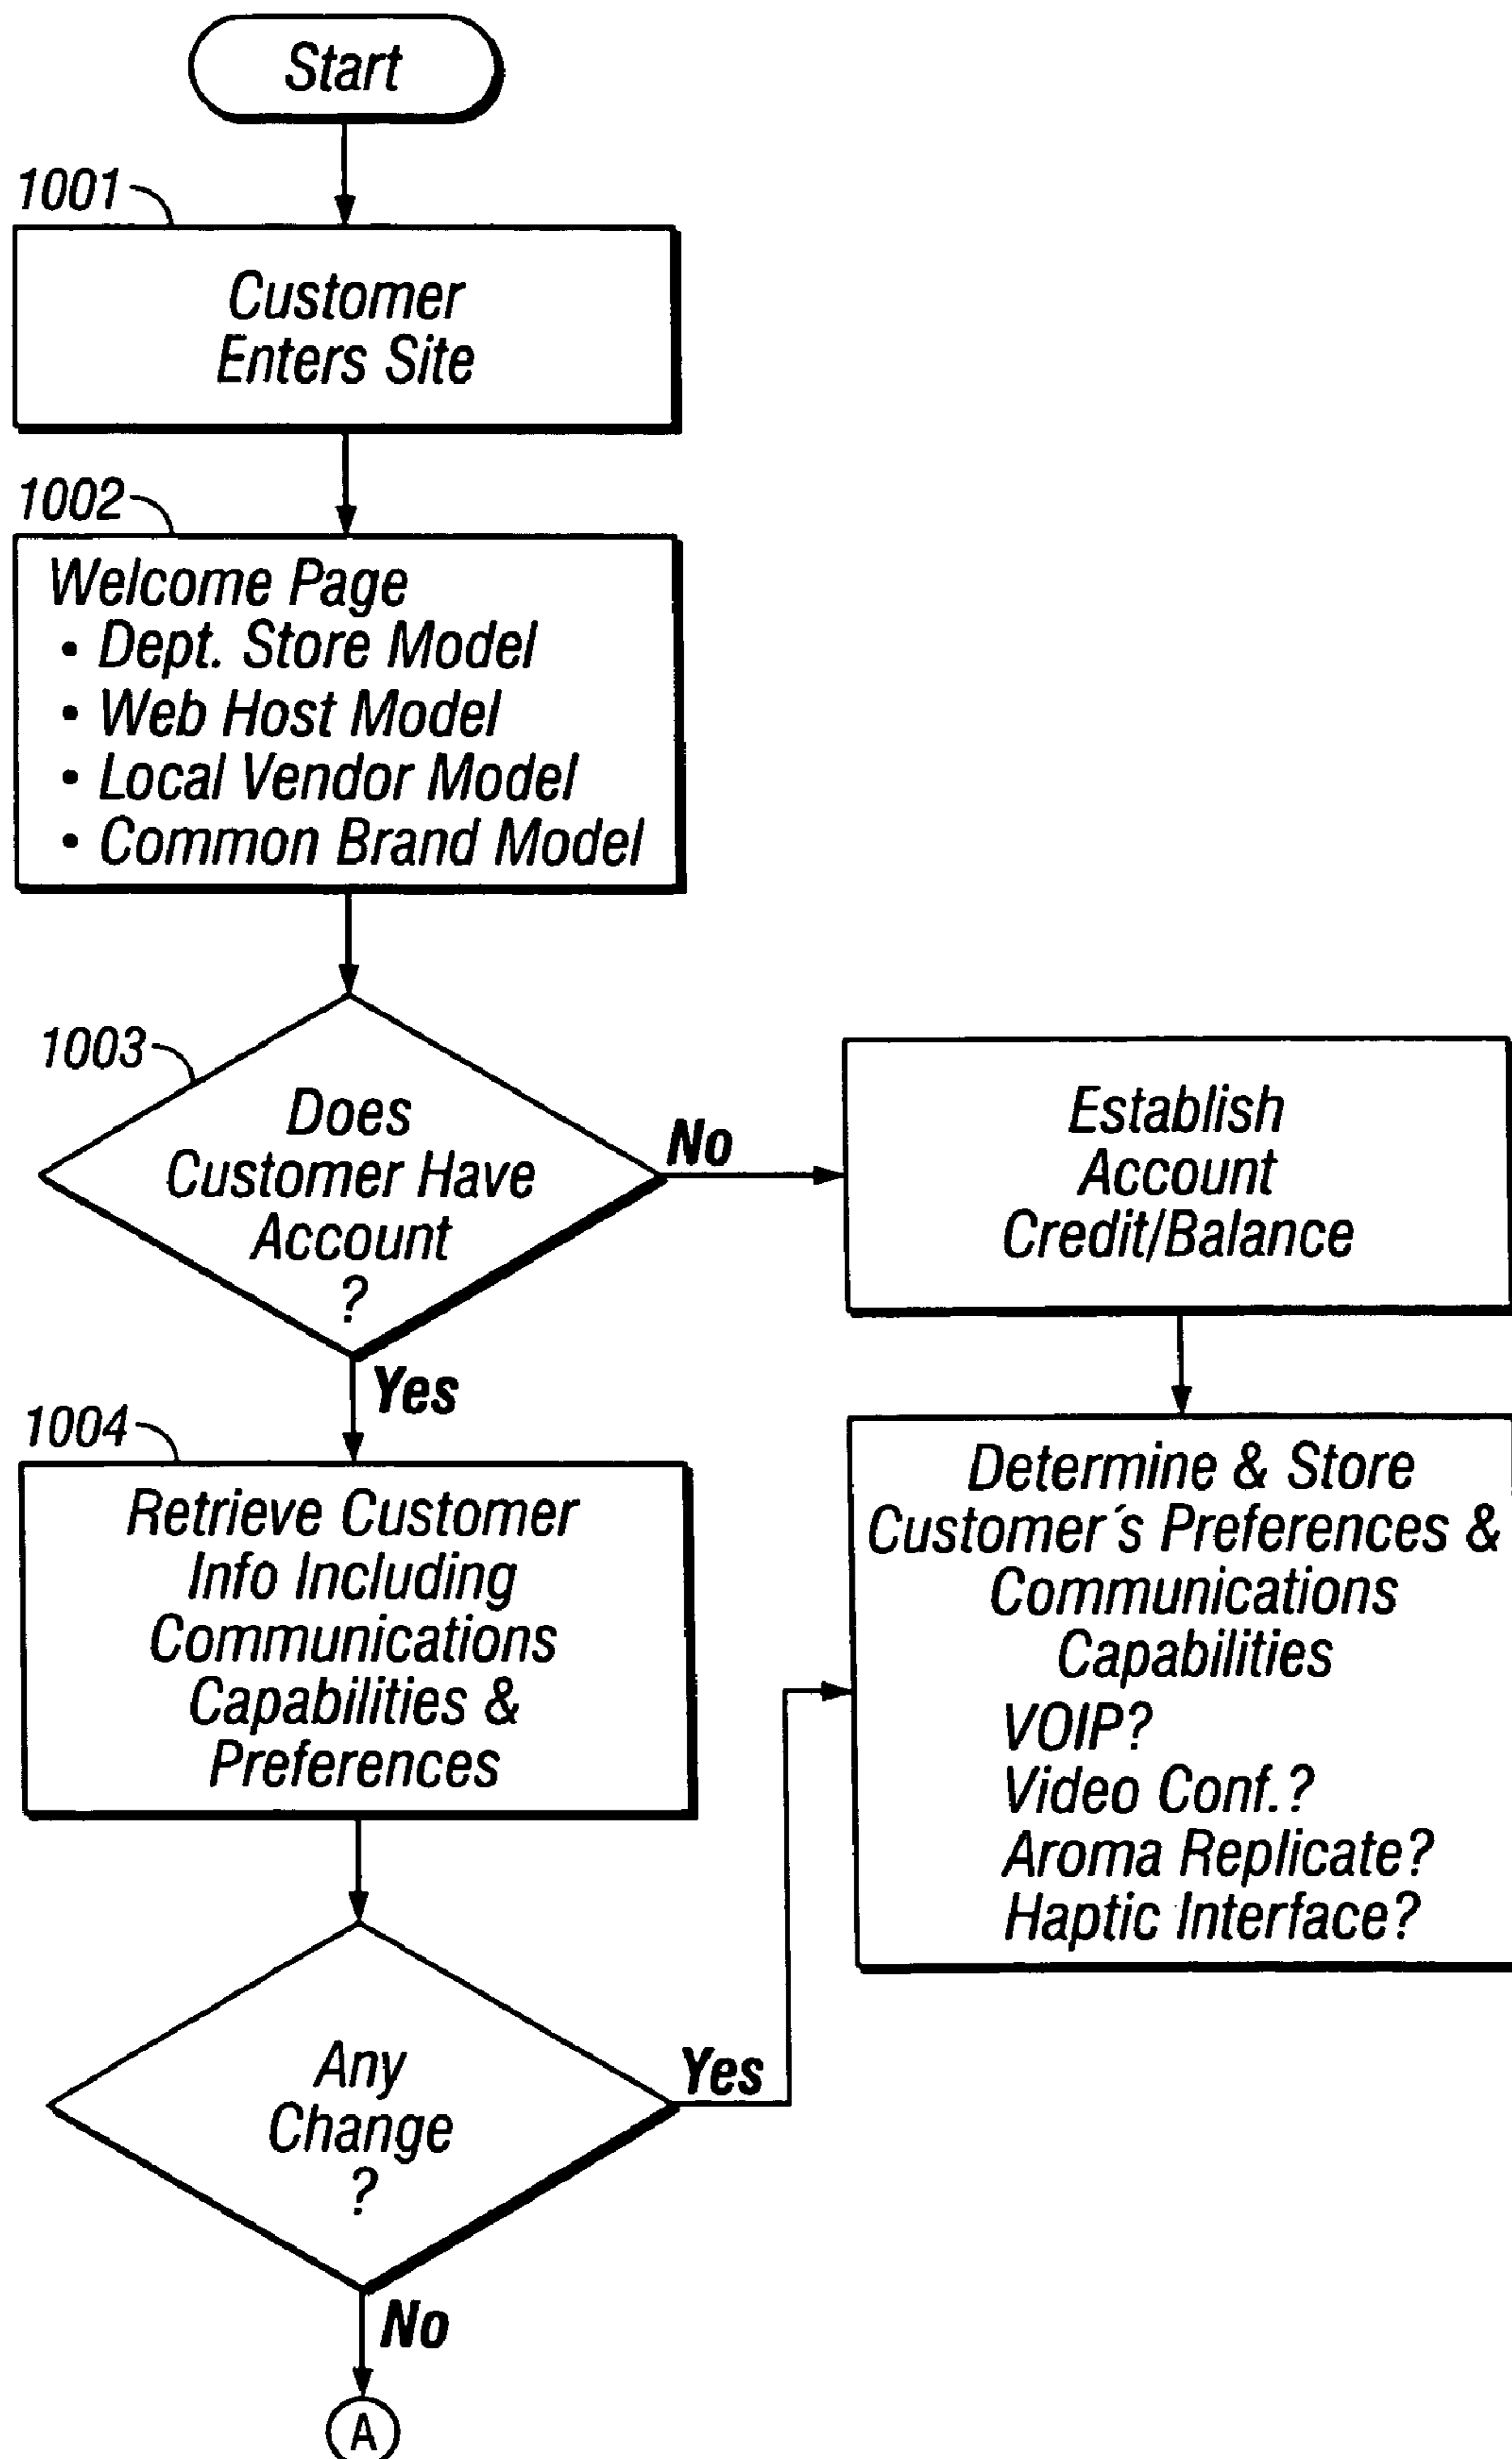 Start
1001
Customer
Enters Site
1002
Welcome Page
• Dept. Store Model
• Web Host Model
• Local Vendor Model
• Common Brand Model
1003
Does
Customer Have
Account
?
No
Establish
Account
Credit/Balance
Yes
1004
Retrieve Customer
Info Including
Communications
Capabilities &
Preferences
Determine & Store
Customer´s Preferences &
Communications
Capabilities
VOIP?
Video Conf.?
Aroma Replicate?
Haptic Interface?
Any
Change
?
Yes
No
A